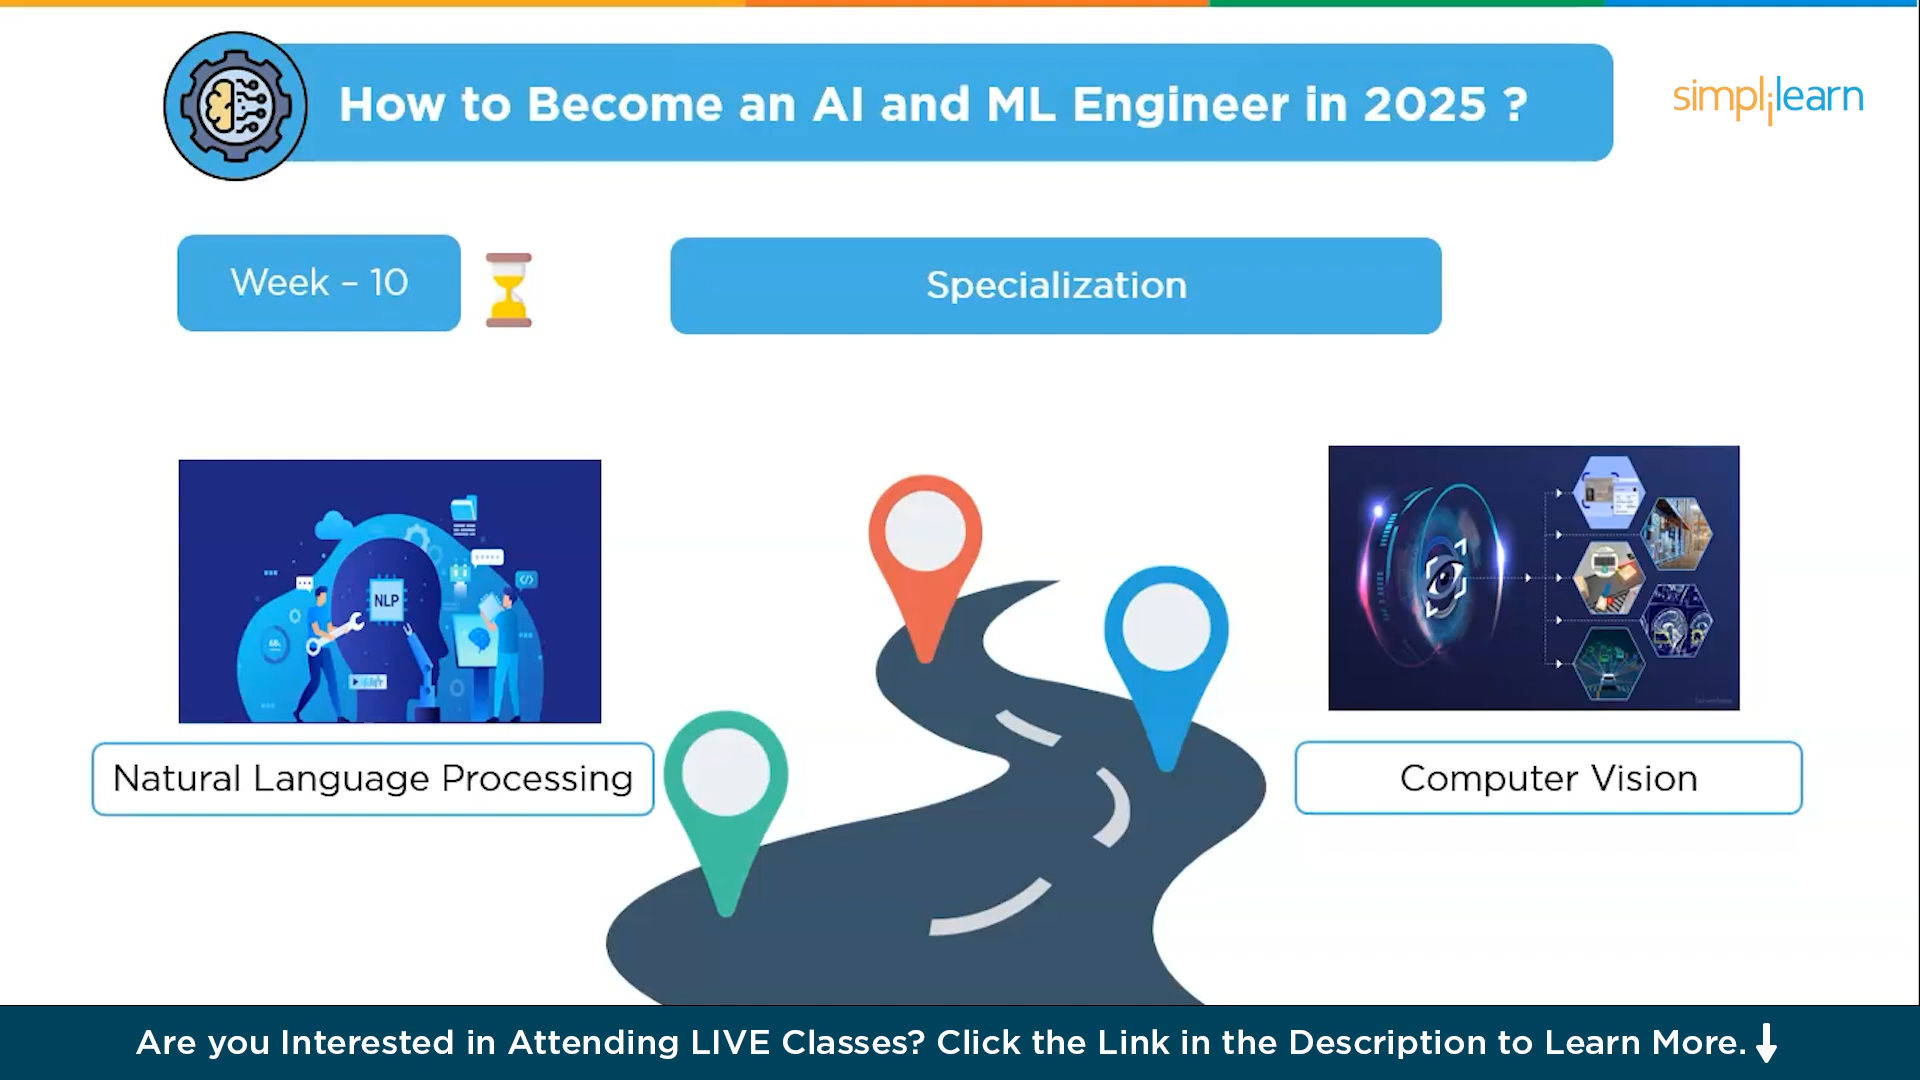 How to Become an AI and ML Engineer in 2025 ?
simplilearn
Week – 10
Specialization
NLP
Natural Language Processing
Computer Vision
Are you Interested in Attending LIVE Classes? Click the Link in the Description to Learn More.